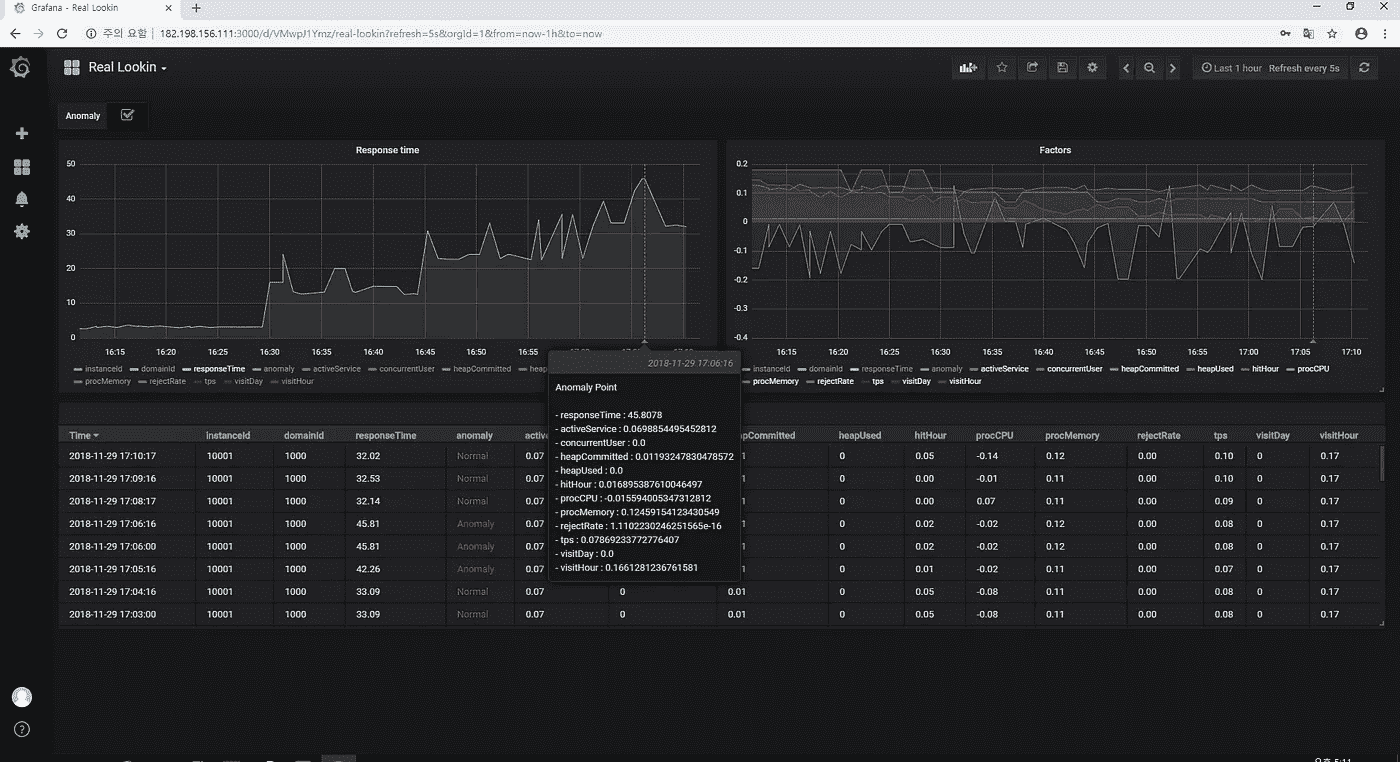 Grafana - Real Lookin
주의 요함 182.198.156.111:3000/d/VMwpJ1Ymz/real-lookin?refresh=5s&orgId=1&from=now-1h&to=now
Real Lookin
Last 1 hour Refresh every 5s
Anomaly
Response time
50
40
30
20
10
0
16:15 16:20 16:25 16:30 16:35 16:40 16:45 16:50 16:55
instanceId domainId responseTime anomaly activeService concurrentUser heapCommitted
procMemory rejectRate tps visitDay visitHour
Factors
0.2
0.1
0
-0.1
-0.2
-0.3
-0.4
16:15 16:20 16:25 16:30 16:35 16:40 16:45 16:50 16:55 17:00 17:05 17:10
instanceId domainId responseTime anomaly activeService concurrentUser heapCommitted heapUsed hitHour procCPU
procMemory rejectRate tps visitDay visitHour
2018-11-29 17:06:16
Anomaly Point
- responseTime : 45.8078
- activeService : 0.0698854495452812
- concurrentUser : 0.0
- heapCommitted : 0.01193247830478572
- heapUsed : 0.0
- hitHour : 0.016895387610046497
- procCPU : -0.015594005347312812
- procMemory : 0.12459154123430549
- rejectRate : 1.1102230246251565e-16
- tps : 0.07869233772776407
- visitDay : 0.0
- visitHour : 0.1661281236761581
Time instanceId domainId responseTime anomaly heapUsed hitHour procCPU procMemory rejectRate tps visitDay visitHour
2018-11-29 17:10:17 10001 1000 32.02 Normal 0.07 0 0.05 -0.14 0.12 0.00 0.10 0 0.17
2018-11-29 17:09:16 10001 1000 32.53 Normal 0.07 0 0.00 -0.01 0.11 0.00 0.10 0 0.17
2018-11-29 17:08:17 10001 1000 32.14 Normal 0.07 0 0.00 0.07 0.11 0.00 0.09 0 0.17
2018-11-29 17:06:16 10001 1000 45.81 Anomaly 0.07 0 0.02 -0.02 0.12 0.00 0.08 0 0.17
2018-11-29 17:06:00 10001 1000 45.81 Anomaly 0.07 0 0.02 -0.02 0.12 0.00 0.08 0 0.17
2018-11-29 17:05:16 10001 1000 42.26 Anomaly 0.07 0 0.01 -0.02 0.12 0.00 0.07 0 0.17
2018-11-29 17:04:16 10001 1000 33.09 Normal 0.07 0 0.01 0 0.05 -0.08 0.11 0.00 0.08 0 0.17
2018-11-29 17:03:00 10001 1000 33.09 Normal 0.07 0 0.01 0 0.05 -0.08 0.11 0.00 0.08 0 0.17